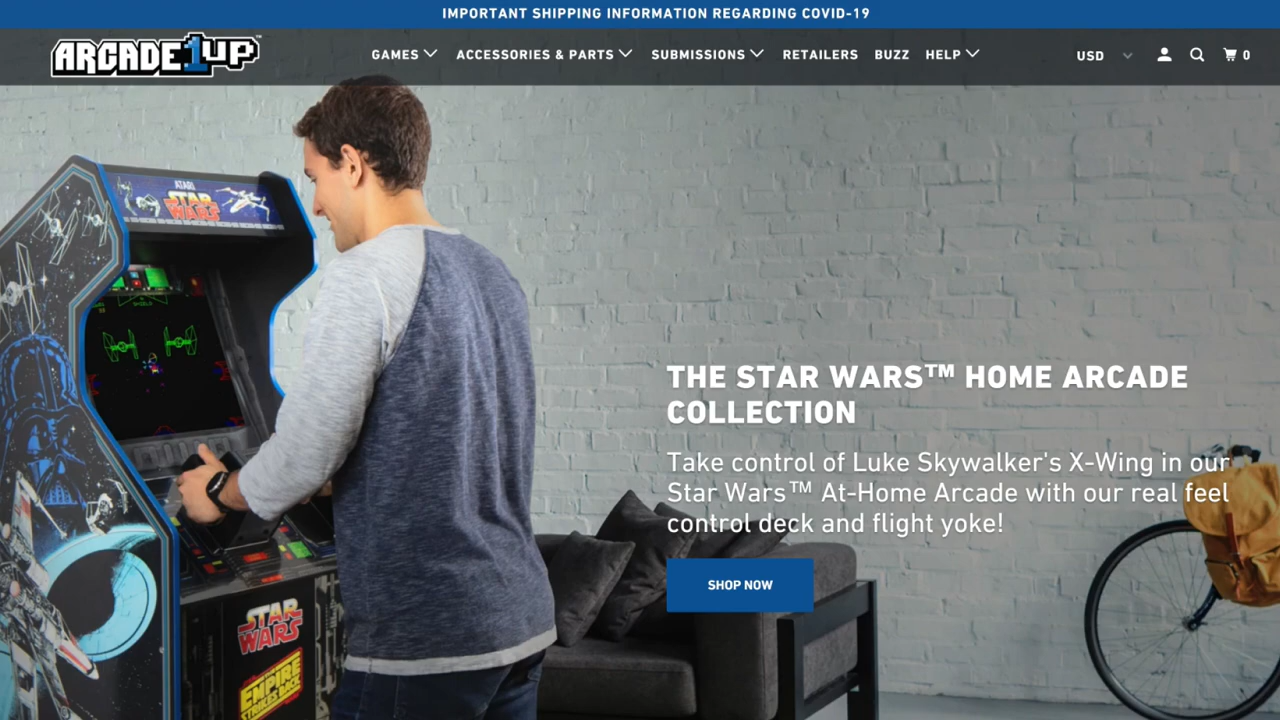 IMPORTANT SHIPPING INFORMATION REGARDING COVID-19
ARCADE1UP™
GAMES
ACCESSORIES & PARTS
SUBMISSIONS
RETAILERS
BUZZ
HELP
USD
0
ATARI
STAR
WARS
SHIELD
THE STAR WARS™ HOME ARCADE
COLLECTION
Take control of Luke Skywalker's X-Wing in our
Star Wars™ At-Home Arcade with our real feel
control deck and flight yoke!
SHOP NOW
STAR
WARS
EMPIRE
STRIKES BACK